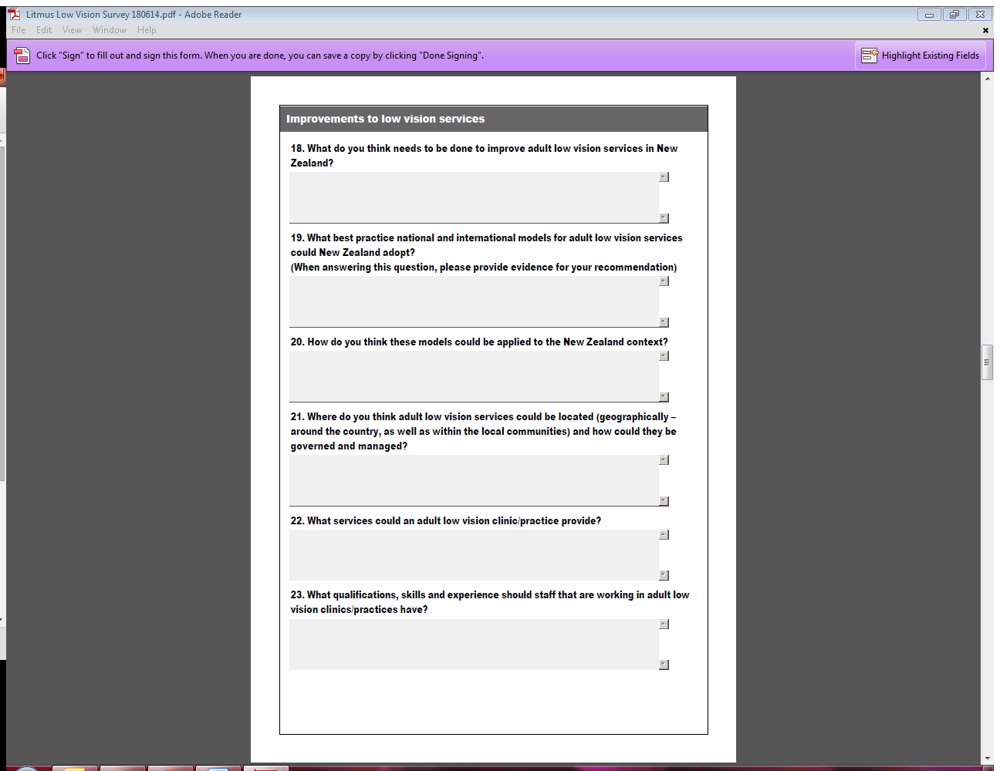 Litmus Low Vision Survey 180614.pdf - Adobe Reader
File Edit View Window Help
Click "Sign" to fill out and sign this form. When you are done, you can save a copy by clicking "Done Signing".
Highlight Existing Fields
Improvements to low vision services
18. What do you think needs to be done to improve adult low vision services in New
Zealand?
19. What best practice national and international models for adult low vision services
could New Zealand adopt?
(When answering this question, please provide evidence for your recommendation)
20. How do you think these models could be applied to the New Zealand context?
21. Where do you think adult low vision services could be located (geographically –
around the country, as well as within the local communities) and how could they be
governed and managed?
22. What services could an adult low vision clinic/practice provide?
23. What qualifications, skills and experience should staff that are working in adult low
vision clinics/practices have?